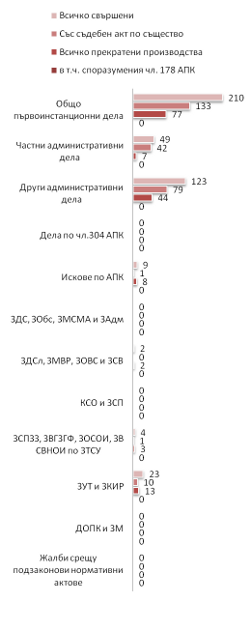 Всичко свършени
Със съдебен акт по същество
Всичко прекратени производства
в т.ч. споразумения чл. 178 АПК
Общо
първоинстанционни дела
210
133
77
0
Частни административни
дела
49
42
7
0
Други административни
дела
123
79
44
0
Дела по чл.304 АПК
0
0
0
0
Искове по АПК
9
1
8
0
ЗДС, ЗОбс, ЗМСМА и ЗАдм
0
0
0
0
ЗДСл, ЗМВР, ЗОВС и ЗСВ
2
0
2
0
КСО и ЗСП
0
0
0
0
ЗСПЗЗ, ЗВГЗГФ, ЗОСОИ, ЗВ
СВНОИ по ЗТСУ
4
1
3
0
ЗУТ и ЗКИР
23
10
13
0
ДОПК и ЗМ
0
0
0
0
Жалби срещу
подзаконови нормативни
актове
0
0
0
0